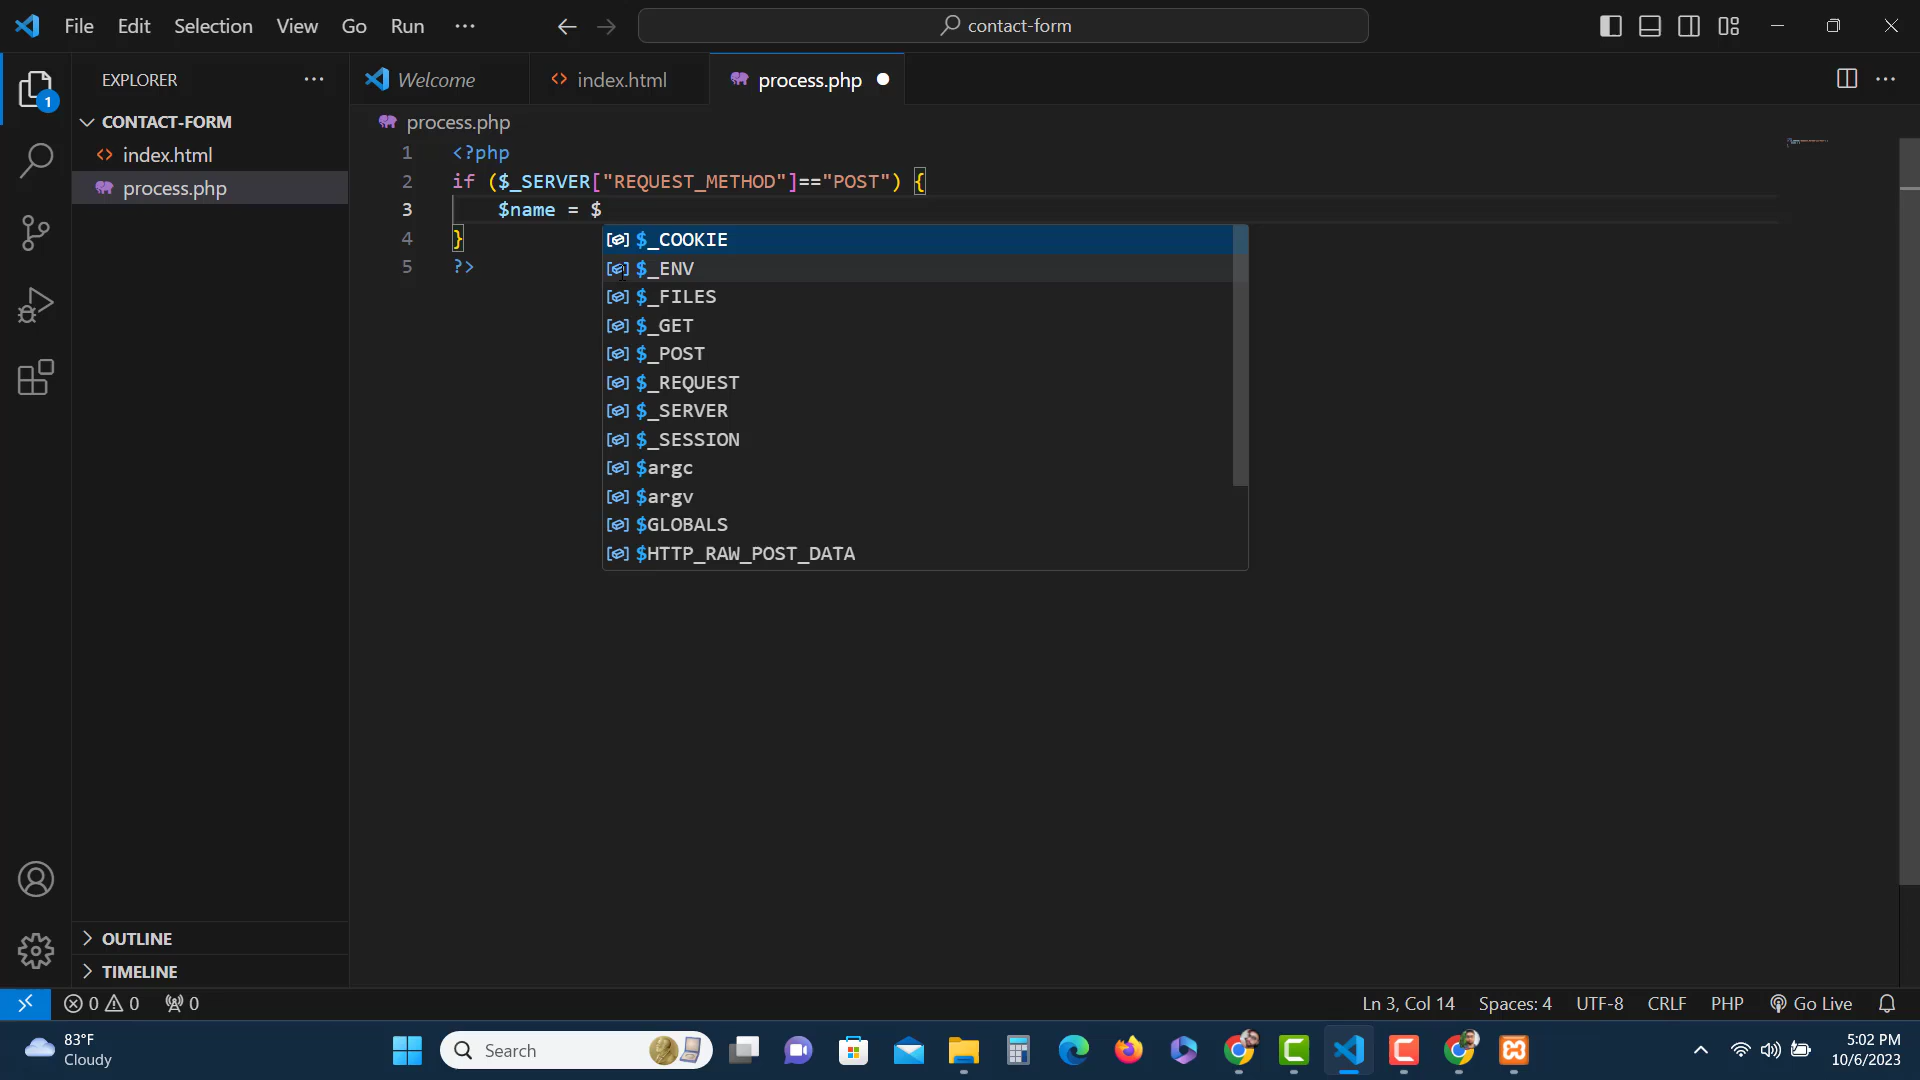 File Edit Selection View Go Run ··· contact-form
EXPLORER ···
Welcome index.html process.php
1
CONTACT-FORM
index.html
process.php
process.php
1 <?php
2 if ($_SERVER["REQUEST_METHOD"]=="POST") {
3 $name = $
4 }
5 ?>
$_COOKIE
$_ENV
$_FILES
$_GET
$_POST
$_REQUEST
$_SERVER
$_SESSION
$argc
$argv
$GLOBALS
$HTTP_RAW_POST_DATA
OUTLINE
TIMELINE
0 0 0 Ln 3, Col 14 Spaces: 4 UTF-8 CRLF PHP Go Live
83°F
Cloudy
Search
5:02 PM
10/6/2023